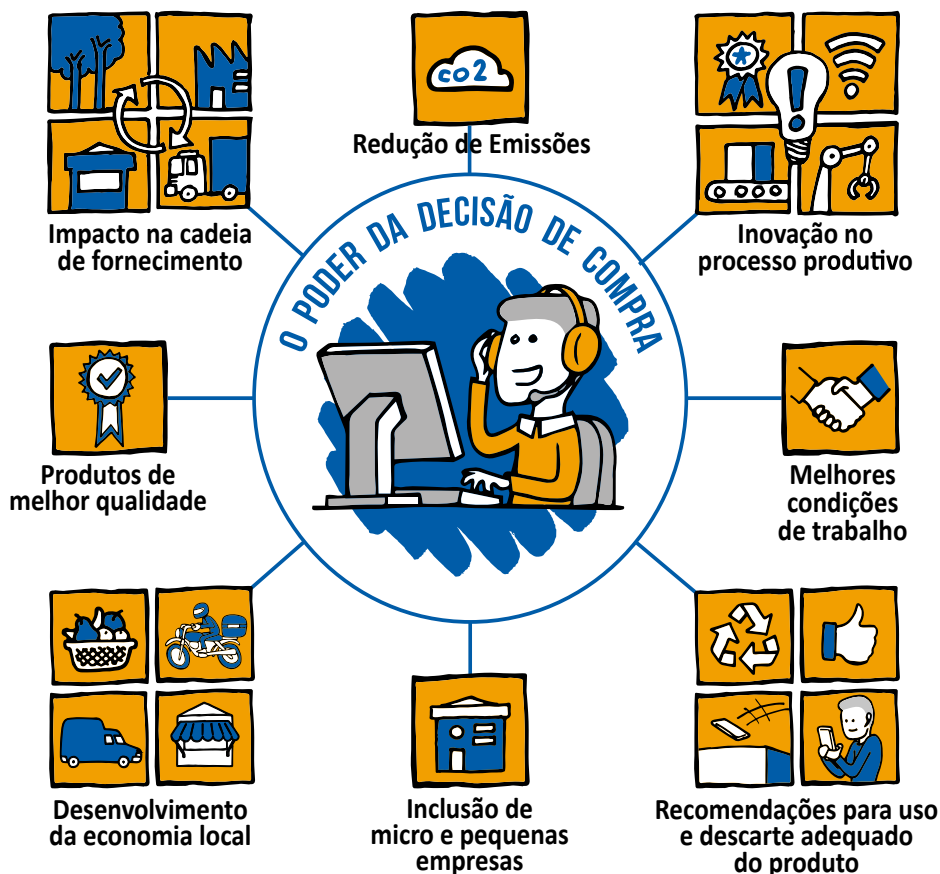 co2
Redução de Emissões
Impacto na cadeia
de fornecimento
Inovação no
processo produtivo
O PODER DA DECISÃO DE COMPRA
Produtos de
melhor qualidade
Melhores
condições
de trabalho
Desenvolvimento
da economia local
Inclusão de
micro e pequenas
empresas
Recomendações para uso
e descarte adequado
do produto